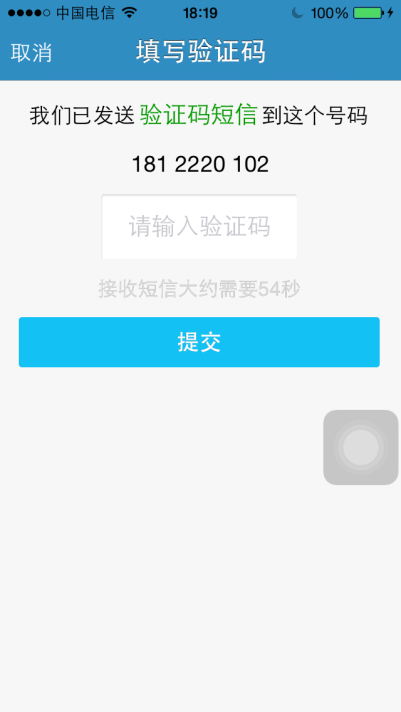 中国电信 18:19 100%
取消 填写验证码
我们已发送 验证码短信 到这个号码
181 2220 102
请输入验证码
接收短信大约需要54秒
提交